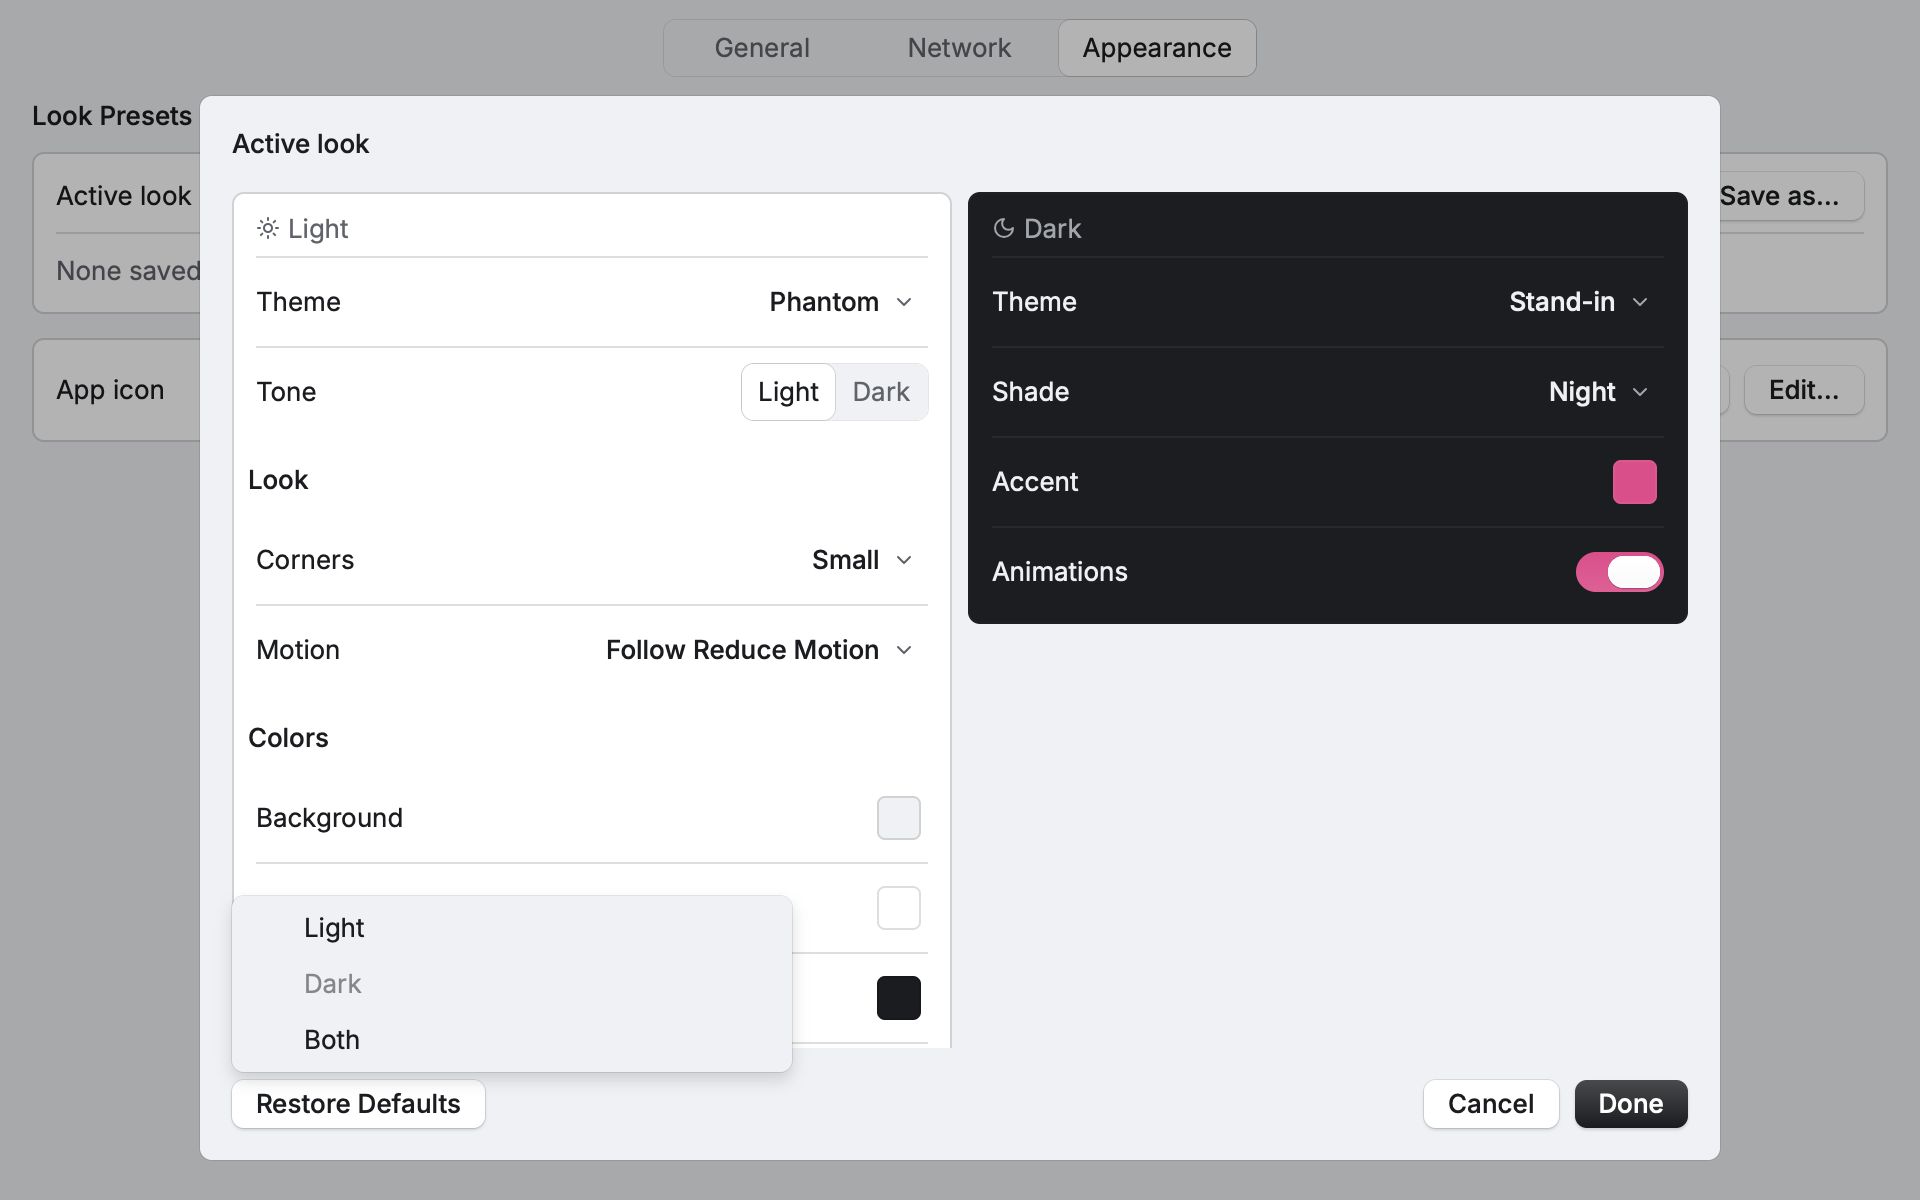 General
Network
Appearance
Look Presets
Active look
Save as...
None saved
App icon
Edit...
Active look
Light
Theme
Phantom
Tone
Light
Dark
Look
Corners
Small
Motion
Follow Reduce Motion
Colors
Background
Dark
Theme
Stand-in
Shade
Night
Accent
Animations
Light
Dark
Both
Restore Defaults
Cancel
Done